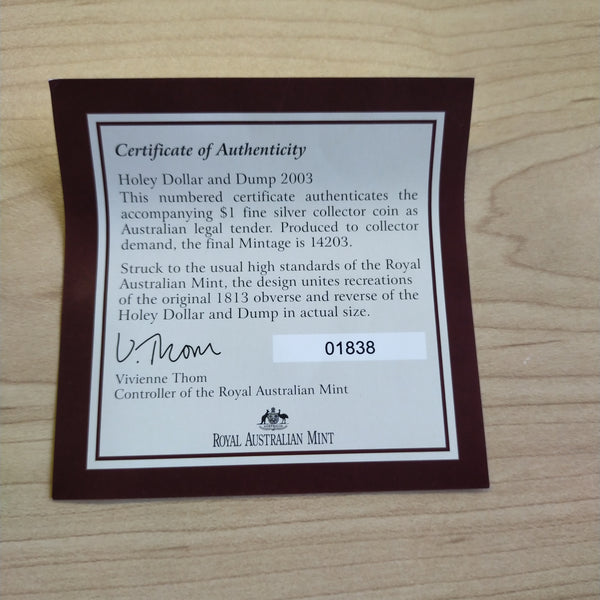 Certificate of Authenticity
Holey Dollar and Dump 2003
This numbered certificate authenticates the
accompanying $1 fine silver collector coin as
Australian legal tender. Produced to collector
demand, the final Mintage is 14203.
Struck to the usual high standards of the Royal
Australian Mint, the design unites recreations
of the original 1813 obverse and reverse of the
Holey Dollar and Dump in actual size.
V. Thom
01838
Vivienne Thom
Controller of the Royal Australian Mint
ROYAL AUSTRALIAN MINT